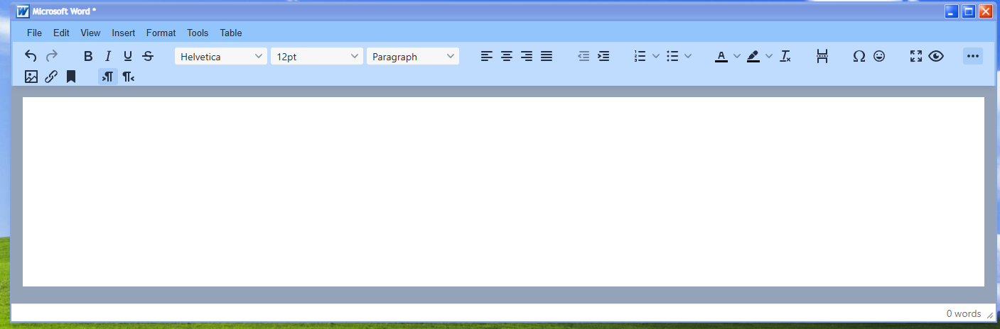 Microsoft Word *
File Edit View Insert Format Tools Table
B I U S Helvetica 12pt Paragraph
0 words